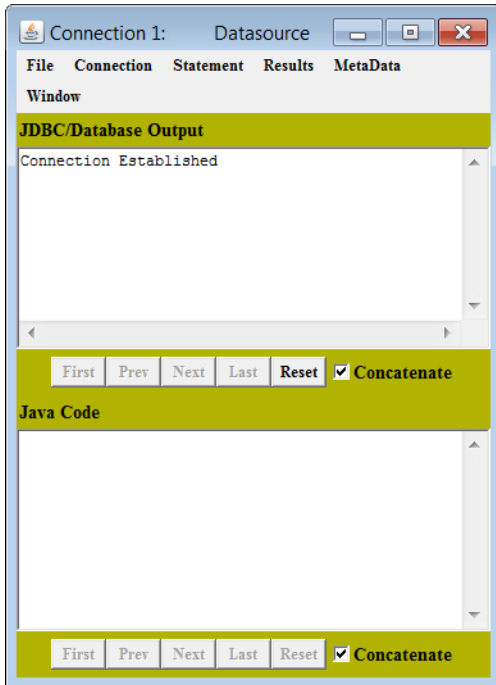 Connection 1: Datasource
File Connection Statement Results MetaData
Window
JDBC/Database Output
Connection Established
First Prev Next Last Reset Concatenate
Java Code
First Prev Next Last Reset Concatenate